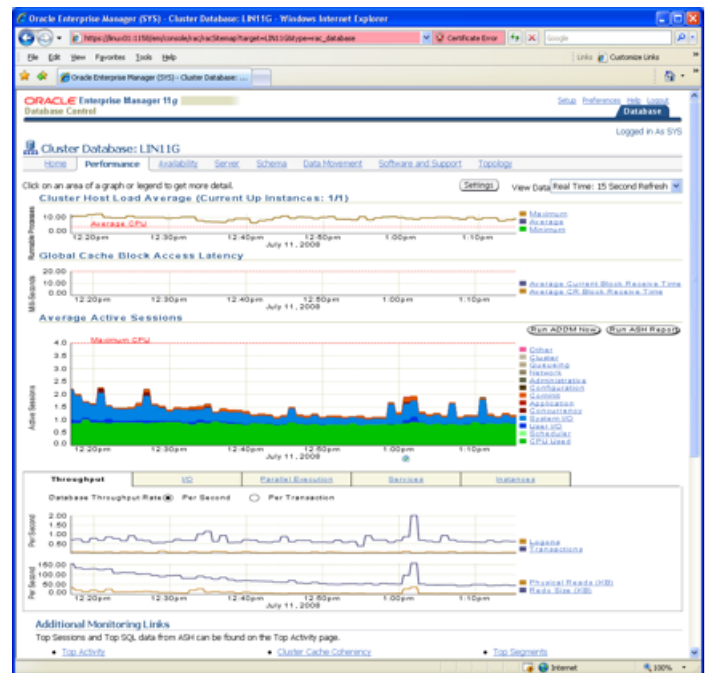 Oracle Enterprise Manager (SYS) - Cluster Database: LIN11G - Windows Internet Explorer
Certificate Error
Google
File Edit View Favorites Tools Help
Links Customize Links
Oracle Enterprise Manager (SYS) - Cluster Database: ...
ORACLE Enterprise Manager 11g
Database Control
Setup Preferences Help Logout
Database
Logged in As SYS
Cluster Database: LIN11G
Home Performance Availability Server Schema Data Movement Software and Support Topology
Click on an area of a graph or legend to get more detail.
Settings View Data Real Time: 15 Second Refresh
Cluster Host Load Average (Current Up Instances: 1/1)
Runnable Processes
10.00
0.00
Average CPU
12:20pm 12:30pm 12:40pm 12:50pm 1:00pm 1:10pm
July 11, 2008
Maximum
Average
Minimum
Global Cache Block Access Latency
20.00
10.00
0.00
12:20pm 12:30pm 12:40pm 12:50pm 1:00pm 1:10pm
July 11, 2008
Average Current Block Receive Time
Average CR Block Receive Time
Average Active Sessions
Run ADDM Now Run ASH Report
Active Sessions
4.0
3.5
3.0
2.5
2.0
1.5
1.0
0.5
0.0
Maximum CPU
12:20pm 12:30pm 12:40pm 12:50pm 1:00pm 1:10pm
July 11, 2008
Other
Cluster
Queueing
Network
Administrative
Configuration
Commit
Application
Concurrency
System I/O
User I/O
Scheduler
CPU Used
Throughput I/O Parallel Execution Services Instances
Database Throughput Rate Per Second Per Transaction
Per Second
2.00
1.50
1.00
0.50
Logons
Transactions
Per Second
150.00
100.00
50.00
0.00
12:20pm 12:30pm 12:40pm 12:50pm 1:00pm 1:10pm
July 11, 2008
Physical Reads (KB)
Redo Size (KB)
Additional Monitoring Links
Top Sessions and Top SQL data from ASH can be found on the Top Activity page.
Top Activity
Cluster Cache Coherency
Top Segments
Internet
100%